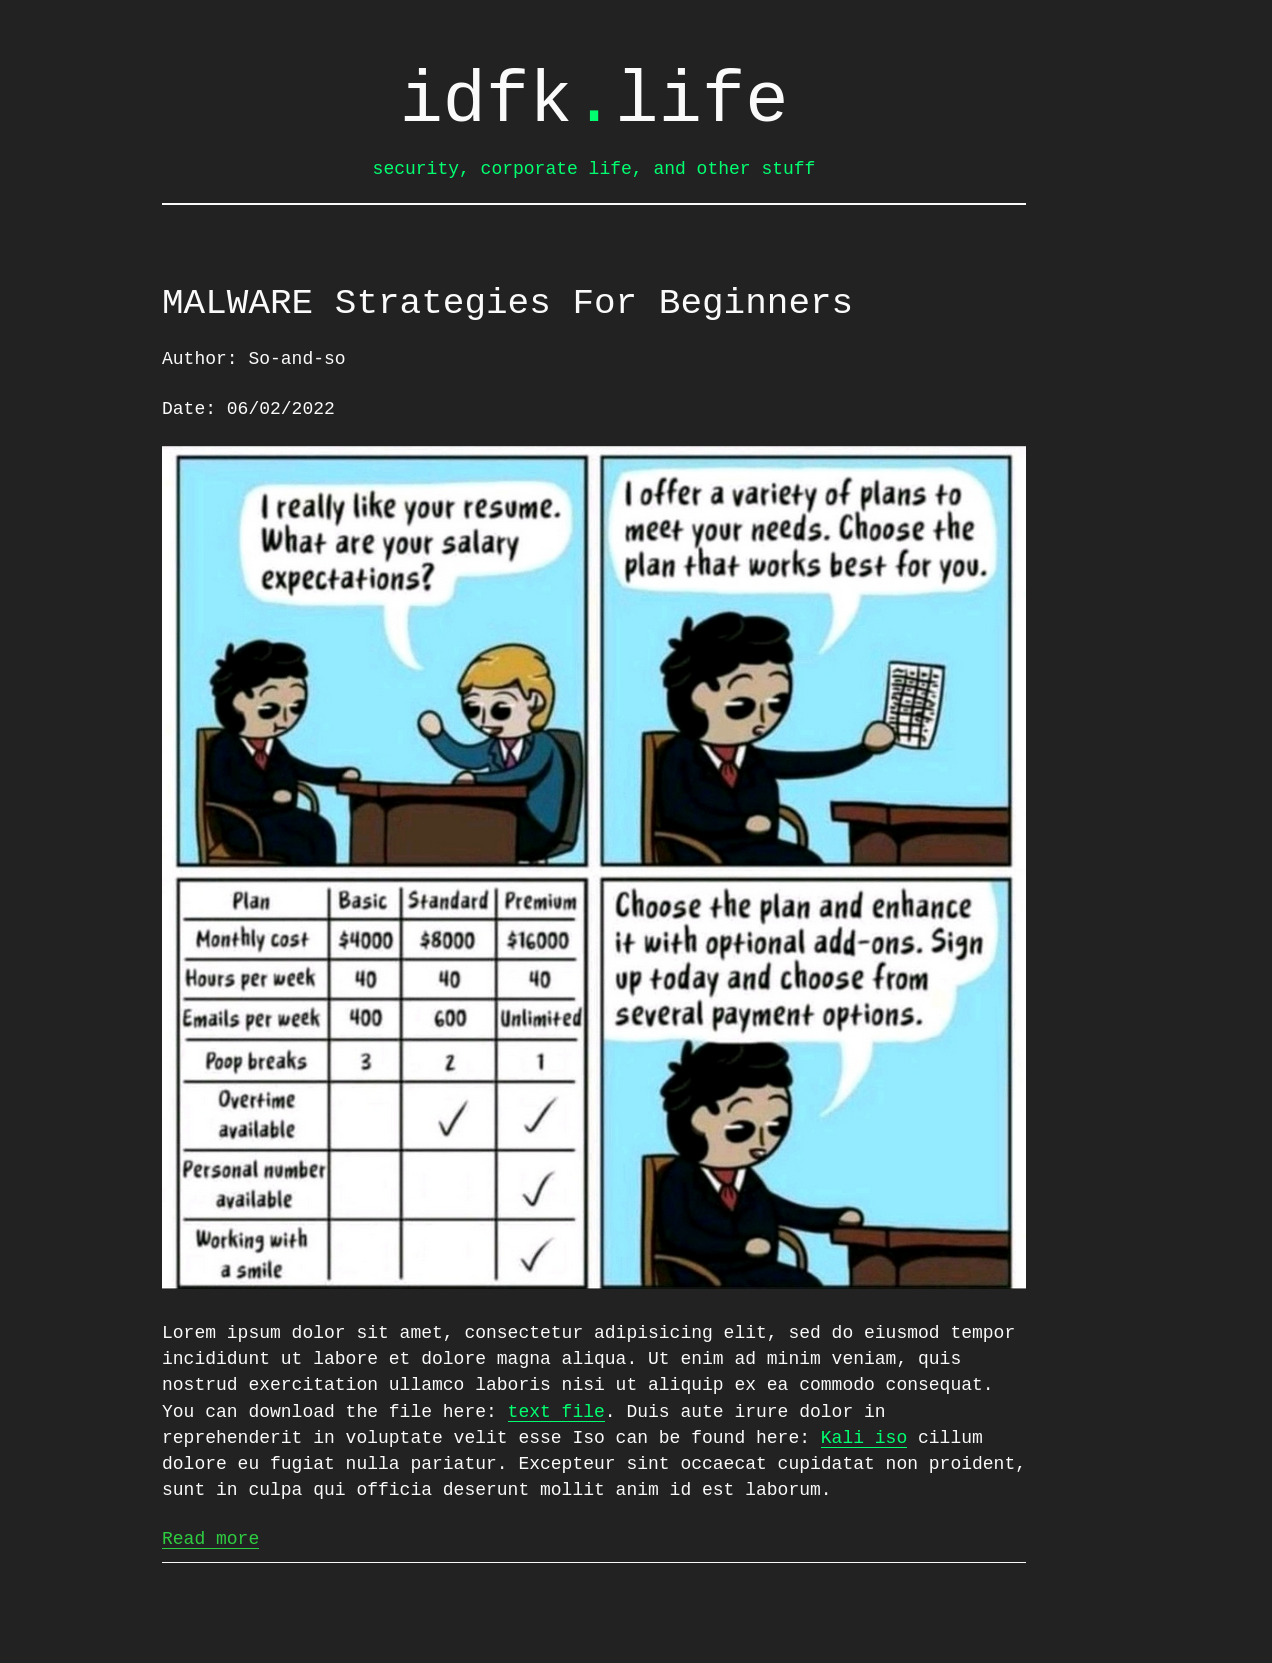 idfk.life
security, corporate life, and other stuff
MALWARE Strategies For Beginners
Author: So-and-so
Date: 06/02/2022
I really like your resume.
What are your salary
expectations?
I offer a variety of plans to
meet your needs. Choose the
plan that works best for you.
Plan Basic Standard Premium
Monthly cost $4000 $8000 $16000
Hours per week 40 40 40
Emails per week 400 600 Unlimited
Poop breaks 3 2 1
Overtime
available
Personal number
available
Working with
a smile
Choose the plan and enhance
it with optional add-ons. Sign
up today and choose from
several payment options.
Lorem ipsum dolor sit amet, consectetur adipisicing elit, sed do eiusmod tempor
incididunt ut labore et dolore magna aliqua. Ut enim ad minim veniam, quis
nostrud exercitation ullamco laboris nisi ut aliquip ex ea commodo consequat.
You can download the file here: text file. Duis aute irure dolor in
reprehenderit in voluptate velit esse Iso can be found here: Kali iso cillum
dolore eu fugiat nulla pariatur. Excepteur sint occaecat cupidatat non proident,
sunt in culpa qui officia deserunt mollit anim id est laborum.
Read more